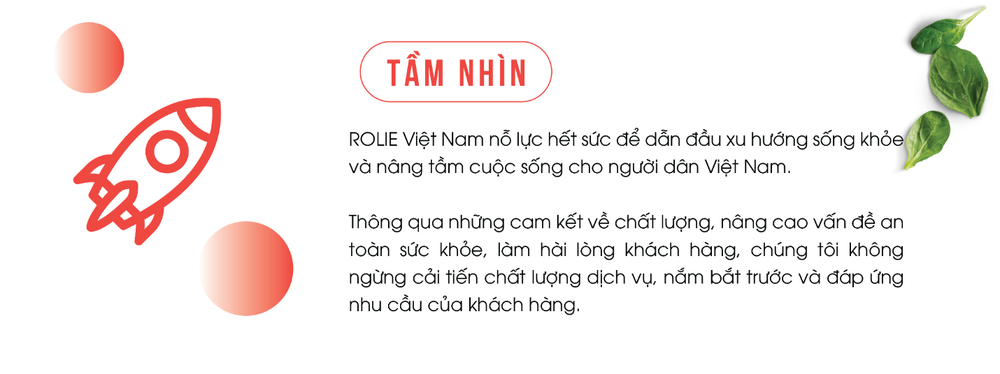 TẦM NHÌN
ROLIE Việt Nam nỗ lực hết sức để dẫn đầu xu hướng sống khỏe
và nâng tầm cuộc sống cho người dân Việt Nam.
Thông qua những cam kết về chất lượng, nâng cao vấn đề an
toàn sức khỏe, làm hài lòng khách hàng, chúng tôi không
ngừng cải tiến chất lượng dịch vụ, nắm bắt trước và đáp ứng
nhu cầu của khách hàng.